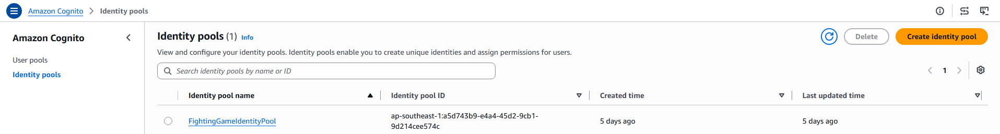 Amazon Cognito > Identity pools
Amazon Cognito
User pools
Identity pools
Identity pools (1) Info
Delete
Create identity pool
View and configure your identity pools. Identity pools enable you to create unique identities and assign permissions for users.
Search identity pools by name or ID
1
Identity pool name
Identity pool ID
Created time
Last updated time
FightingGameIdentityPool
ap-southeast-1:a5d743b9-e4a4-45d2-9cb1-
9d214cee574c
5 days ago
5 days ago